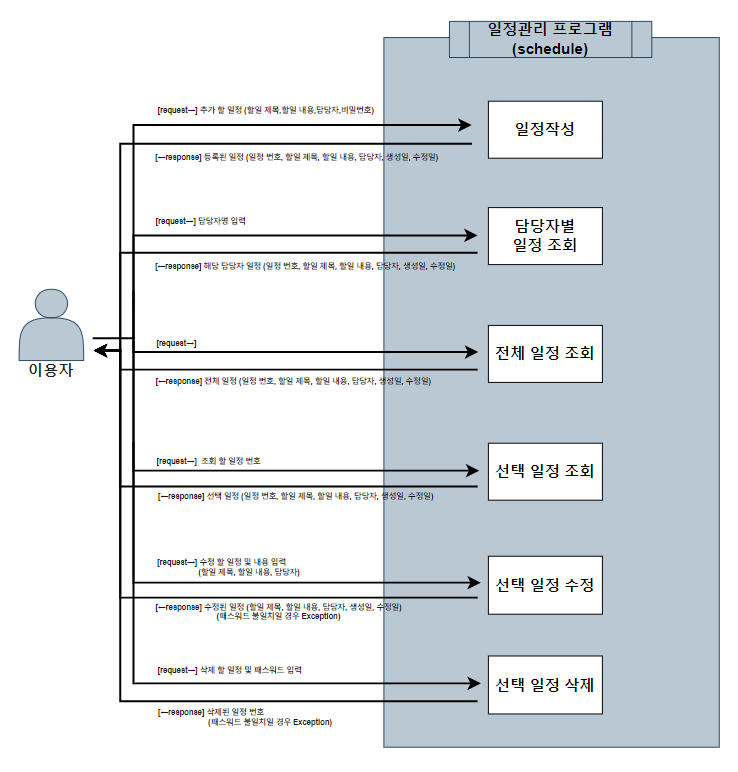 일정관리 프로그램
(schedule)
[request—] 추가 할 일정 (할일 제목,할일 내용,담당자,비밀번호)
일정작성
[—response] 등록된 일정 (일정 번호, 할일 제목, 할일 내용, 담당자, 생성일, 수정일)
[request—] 담당자명 입력
담당자별
일정 조회
[—response] 해당 담당자 일정 (일정 번호, 할일 제목, 할일 내용, 담당자, 생성일, 수정일)
[request—]
전체 일정 조회
이용자
[—response] 전체 일정 (일정 번호, 할일 제목, 할일 내용, 담당자, 생성일, 수정일)
[request—] 조회 할 일정 번호
선택 일정 조회
[—response] 선택 일정 (일정 번호, 할일 제목, 할일 내용, 담당자, 생성일, 수정일)
[request—] 수정 할 일정 및 내용 입력
(할일 제목, 할일 내용, 담당자)
선택 일정 수정
[—response] 수정된 일정 (할일 제목, 할일 내용, 담당자, 생성일, 수정일)
(패스워드 불일치일 경우 Exception)
[request—] 삭제 할 일정 및 패스워드 입력
선택 일정 삭제
[—response] 삭제된 일정 번호
(패스워드 불일치일 경우 Exception)